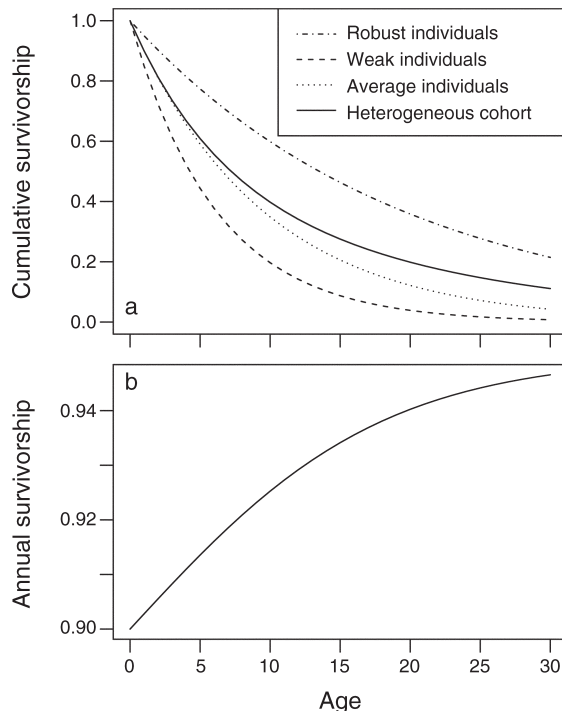 Robust individuals
Weak individuals
Average individuals
Heterogeneous cohort
Cumulative survivorship
1.0
0.8
0.6
0.4
0.2
0.0
a
b
Annual survivorship
0.94
0.92
0.90
0 5 10 15 20 25 30
Age